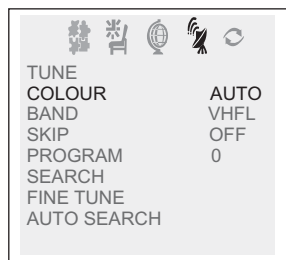 TUNE
COLOUR AUTO
BAND VHFL
SKIP OFF
PROGRAM 0
SEARCH
FINE TUNE
AUTO SEARCH